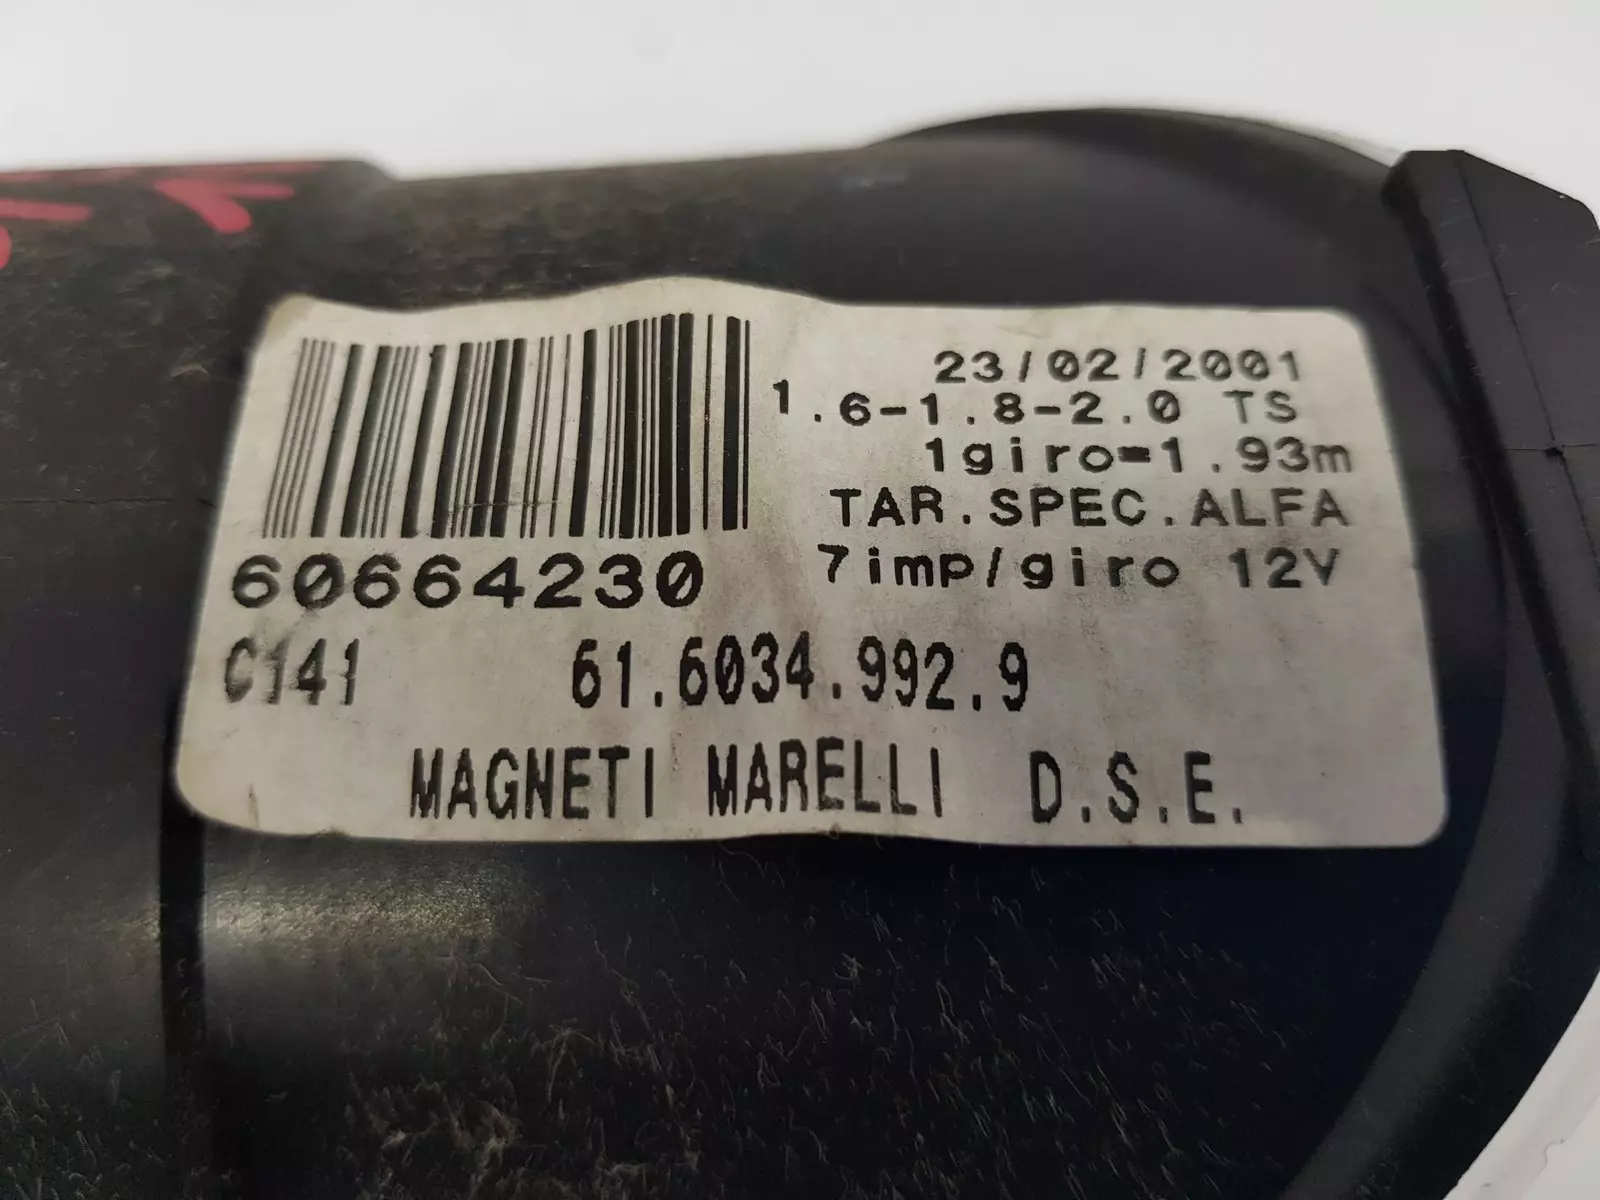 23/02/2001
1.6-1.8-2.0 TS
1giro=1.93m
TAR.SPEC.ALFA
7imp/giro 12V
60664230
C141 61.6034.992.9
MAGNETI MARELLI D.S.E.